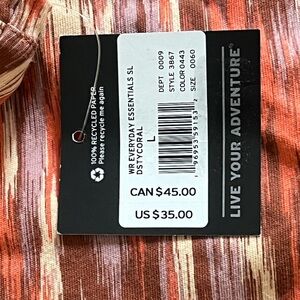 100% RECYCLED PAPER
Please recycle me again
WR EVERYDAY ESSENTIALS SL
DSTYCORAL
L
DEPT 0009
STYLE 3867
COLOR 0443
SIZE 0060
CAN $45.00
US $35.00
LIVE YOUR ADVENTURE®